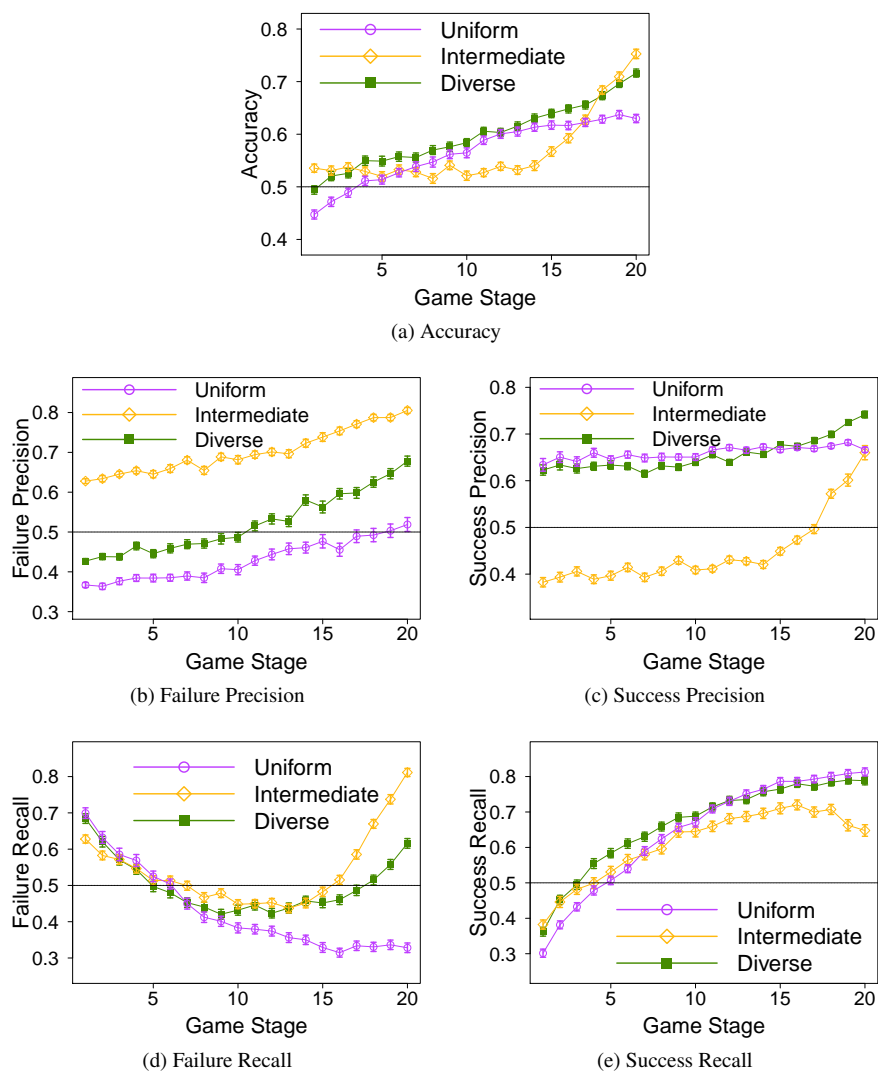 Uniform
Intermediate
Diverse
Accuracy
0.8
0.7
0.6
0.5
0.4
5 10 15 20
Game Stage
(a) Accuracy
Uniform
Intermediate
Diverse
Failure Precision
0.8
0.7
0.6
0.5
0.4
0.3
5 10 15 20
Game Stage
(b) Failure Precision
Uniform
Intermediate
Diverse
Success Precision
0.8
0.7
0.6
0.5
0.4
5 10 15 20
Game Stage
(c) Success Precision
Uniform
Intermediate
Diverse
Failure Recall
0.8
0.7
0.6
0.5
0.4
0.3
5 10 15 20
Game Stage
(d) Failure Recall
Uniform
Intermediate
Diverse
Success Recall
0.8
0.7
0.6
0.5
0.4
0.3
5 10 15 20
Game Stage
(e) Success Recall